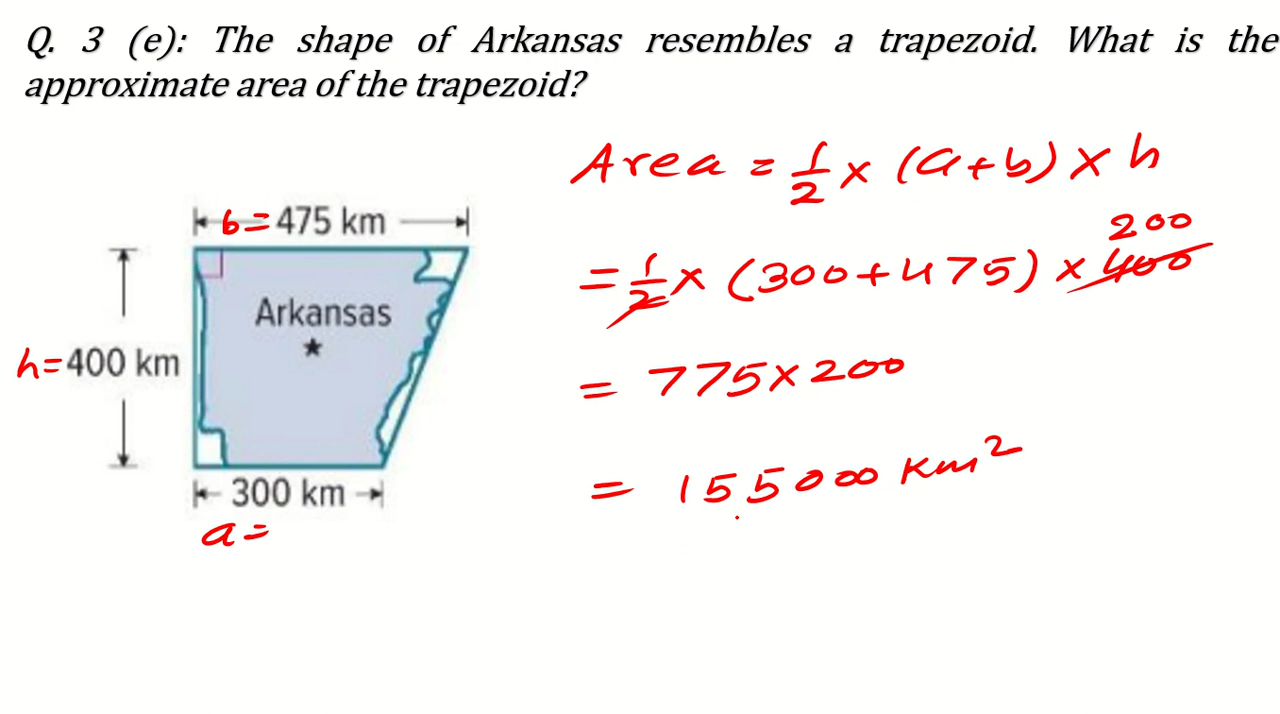 Q. 3 (e): The shape of Arkansas resembles a trapezoid. What is the
approximate area of the trapezoid?
b = 475 km
Arkansas
h = 400 km
300 km
a =
Area = 1/2 × (a + b) × h
200
= 1/2 × (300 + 475) × 400
= 775 × 200
= 155000 Km²